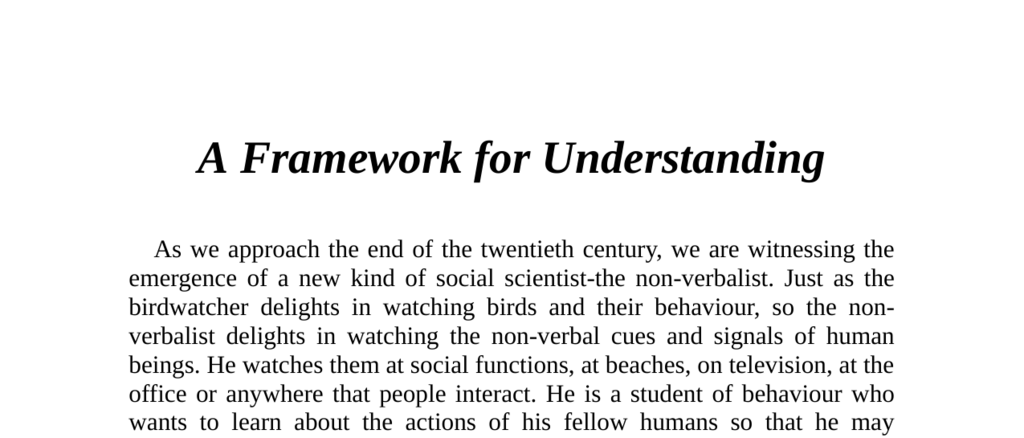 A Framework for Understanding
As we approach the end of the twentieth century, we are witnessing the
emergence of a new kind of social scientist-the non-verbalist. Just as the
birdwatcher delights in watching birds and their behaviour, so the non-
verbalist delights in watching the non-verbal cues and signals of human
beings. He watches them at social functions, at beaches, on television, at the
office or anywhere that people interact. He is a student of behaviour who
wants to learn about the actions of his fellow humans so that he may